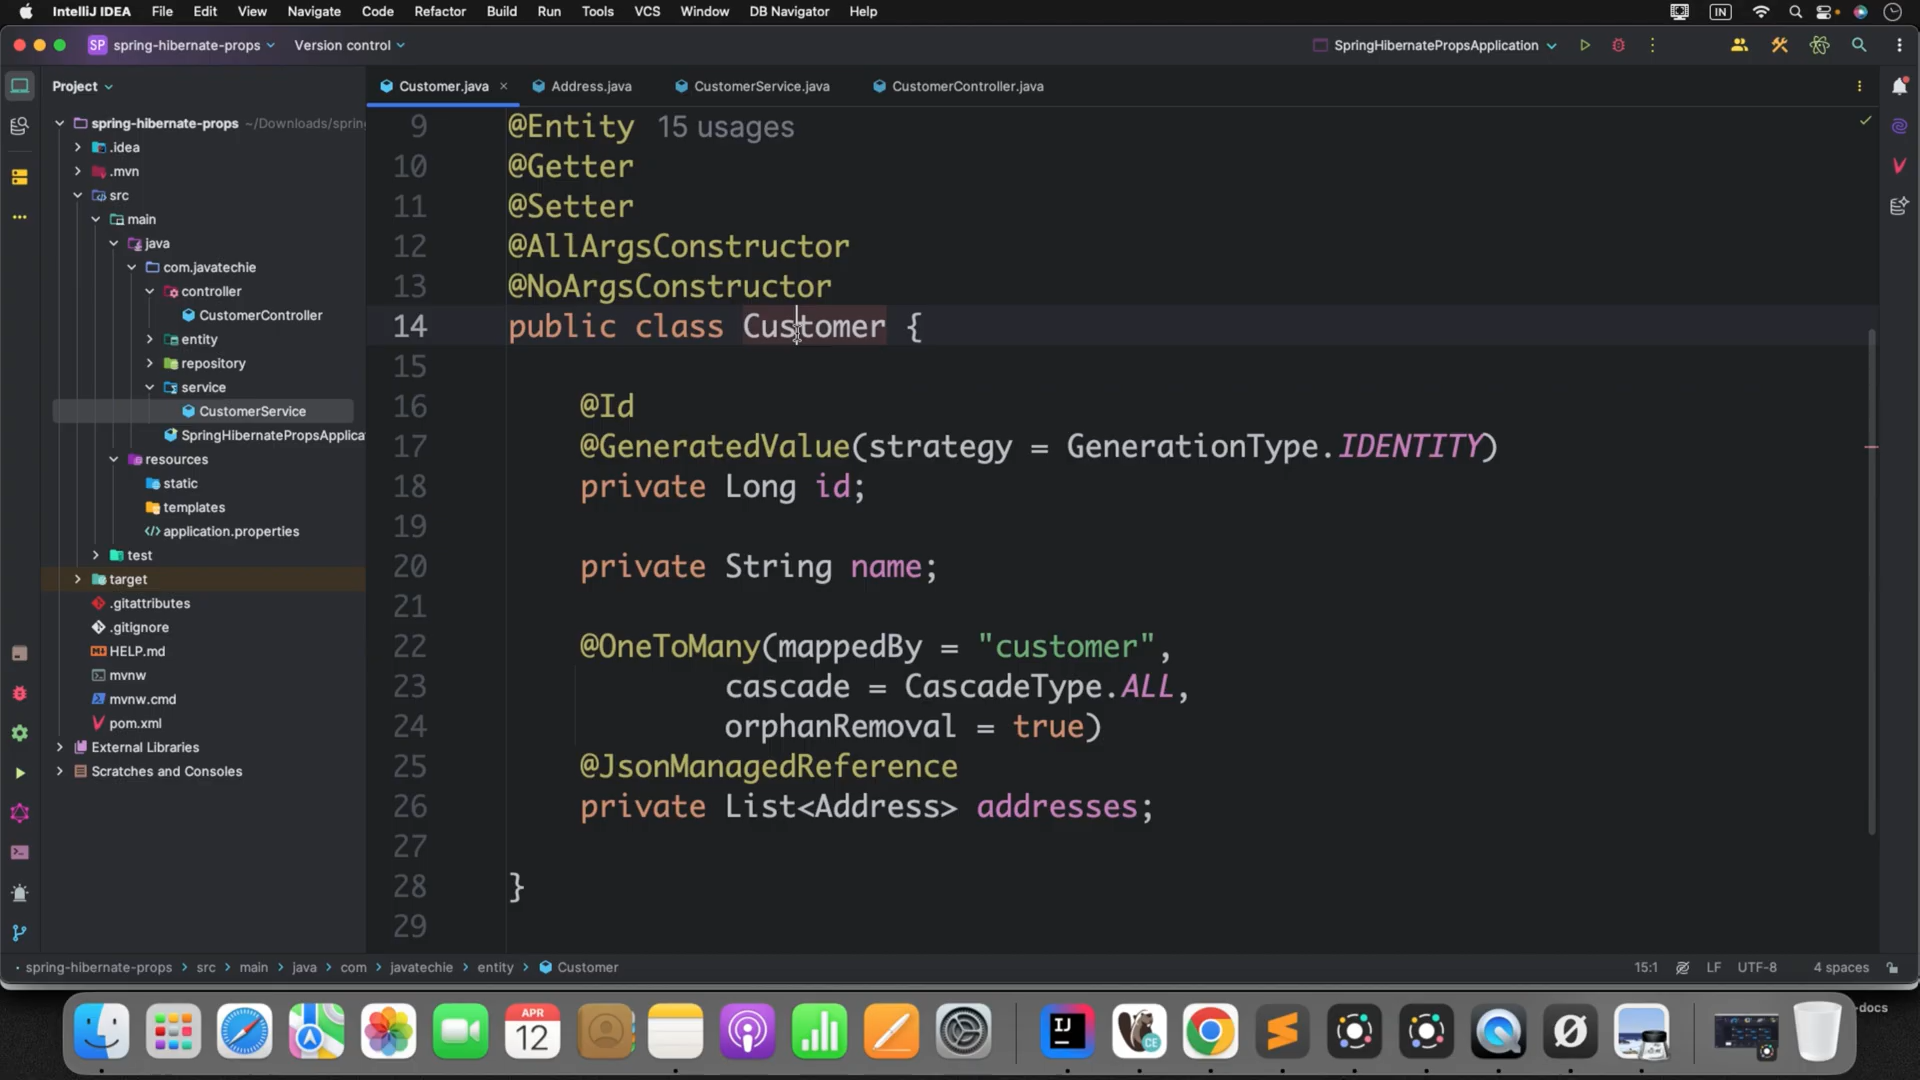 IntelliJ IDEA File Edit View Navigate Code Refactor Build Run Tools VCS Window DB Navigator Help IN
SP spring-hibernate-props Version control SpringHibernatePropsApplication
Project Customer.java Address.java CustomerService.java CustomerController.java
spring-hibernate-props ~/Downloads/sprin
.idea
.mvn
src
main
java
com.javatechie
controller
CustomerController
entity
repository
service
CustomerService
SpringHibernatePropsApplica
resources
static
templates
application.properties
test
target
.gitattributes
.gitignore
HELP.md
mvnw
mvnw.cmd
pom.xml
External Libraries
Scratches and Consoles
9 @Entity 15 usages
10 @Getter
11 @Setter
12 @AllArgsConstructor
13 @NoArgsConstructor
14 public class Customer {
15
16 @Id
17 @GeneratedValue(strategy = GenerationType.IDENTITY)
18 private Long id;
19
20 private String name;
21
22 @OneToMany(mappedBy = "customer",
23 cascade = CascadeType.ALL,
24 orphanRemoval = true)
25 @JsonManagedReference
26 private List<Address> addresses;
27
28 }
29
spring-hibernate-props > src > main > java > com > javatechie > entity > Customer 15:1 LF UTF-8 4 spaces
APR
12
IJ
CE
-docs